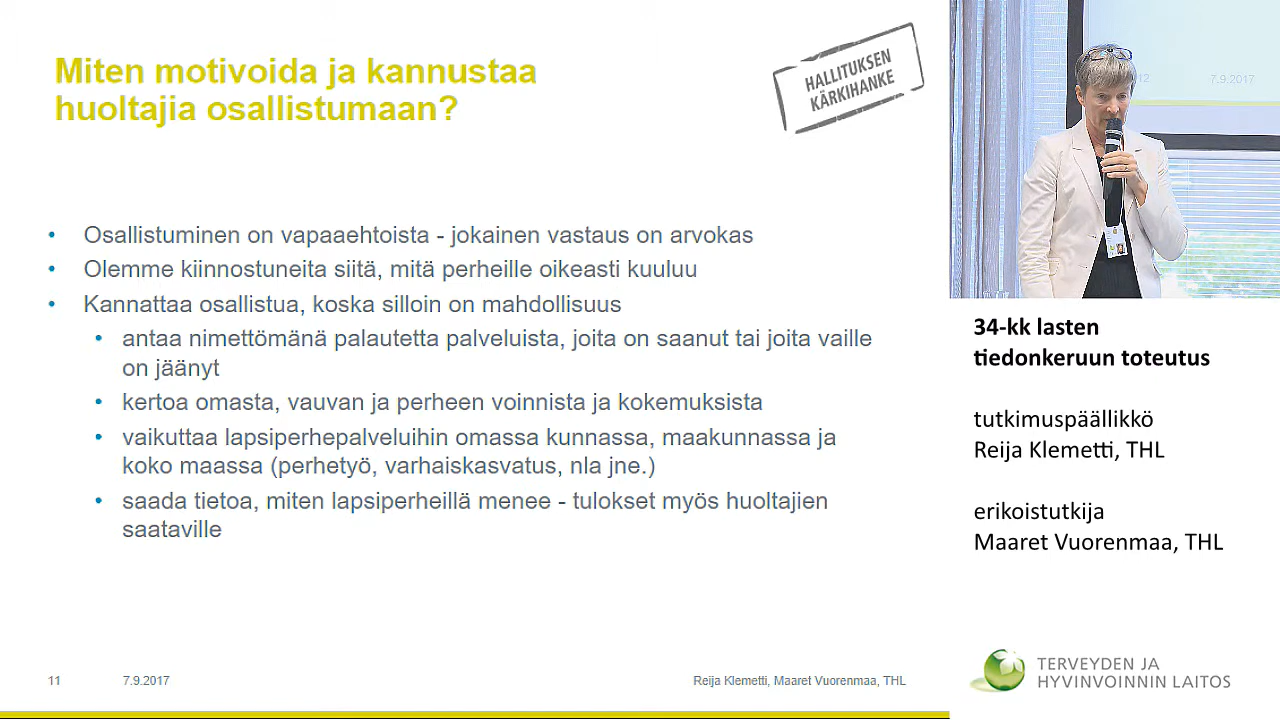 Miten motivoida ja kannustaa
huoltajia osallistumaan?
HALLITUKSEN
KÄRKIHANKE
• Osallistuminen on vapaaehtoista - jokainen vastaus on arvokas
• Olemme kiinnostuneita siitä, mitä perheille oikeasti kuuluu
• Kannattaa osallistua, koska silloin on mahdollisuus
• antaa nimettömänä palautetta palveluista, joita on saanut tai joita vaille
on jäänyt
• kertoa omasta, vauvan ja perheen voinnista ja kokemuksista
• vaikuttaa lapsiperhepalveluihin omassa kunnassa, maakunnassa ja
koko maassa (perhetyö, varhaiskasvatus, nla jne.)
• saada tietoa, miten lapsiperheillä menee - tulokset myös huoltajien
saataville
11 7.9.2017 Reija Klemetti, Maaret Vuorenmaa, THL
12 7.9.2017
34-kk lasten
tiedonkeruun toteutus
tutkimuspäällikkö
Reija Klemetti, THL
erikoistutkija
Maaret Vuorenmaa, THL
TERVEYDEN JA
HYVINVOINNIN LAITOS